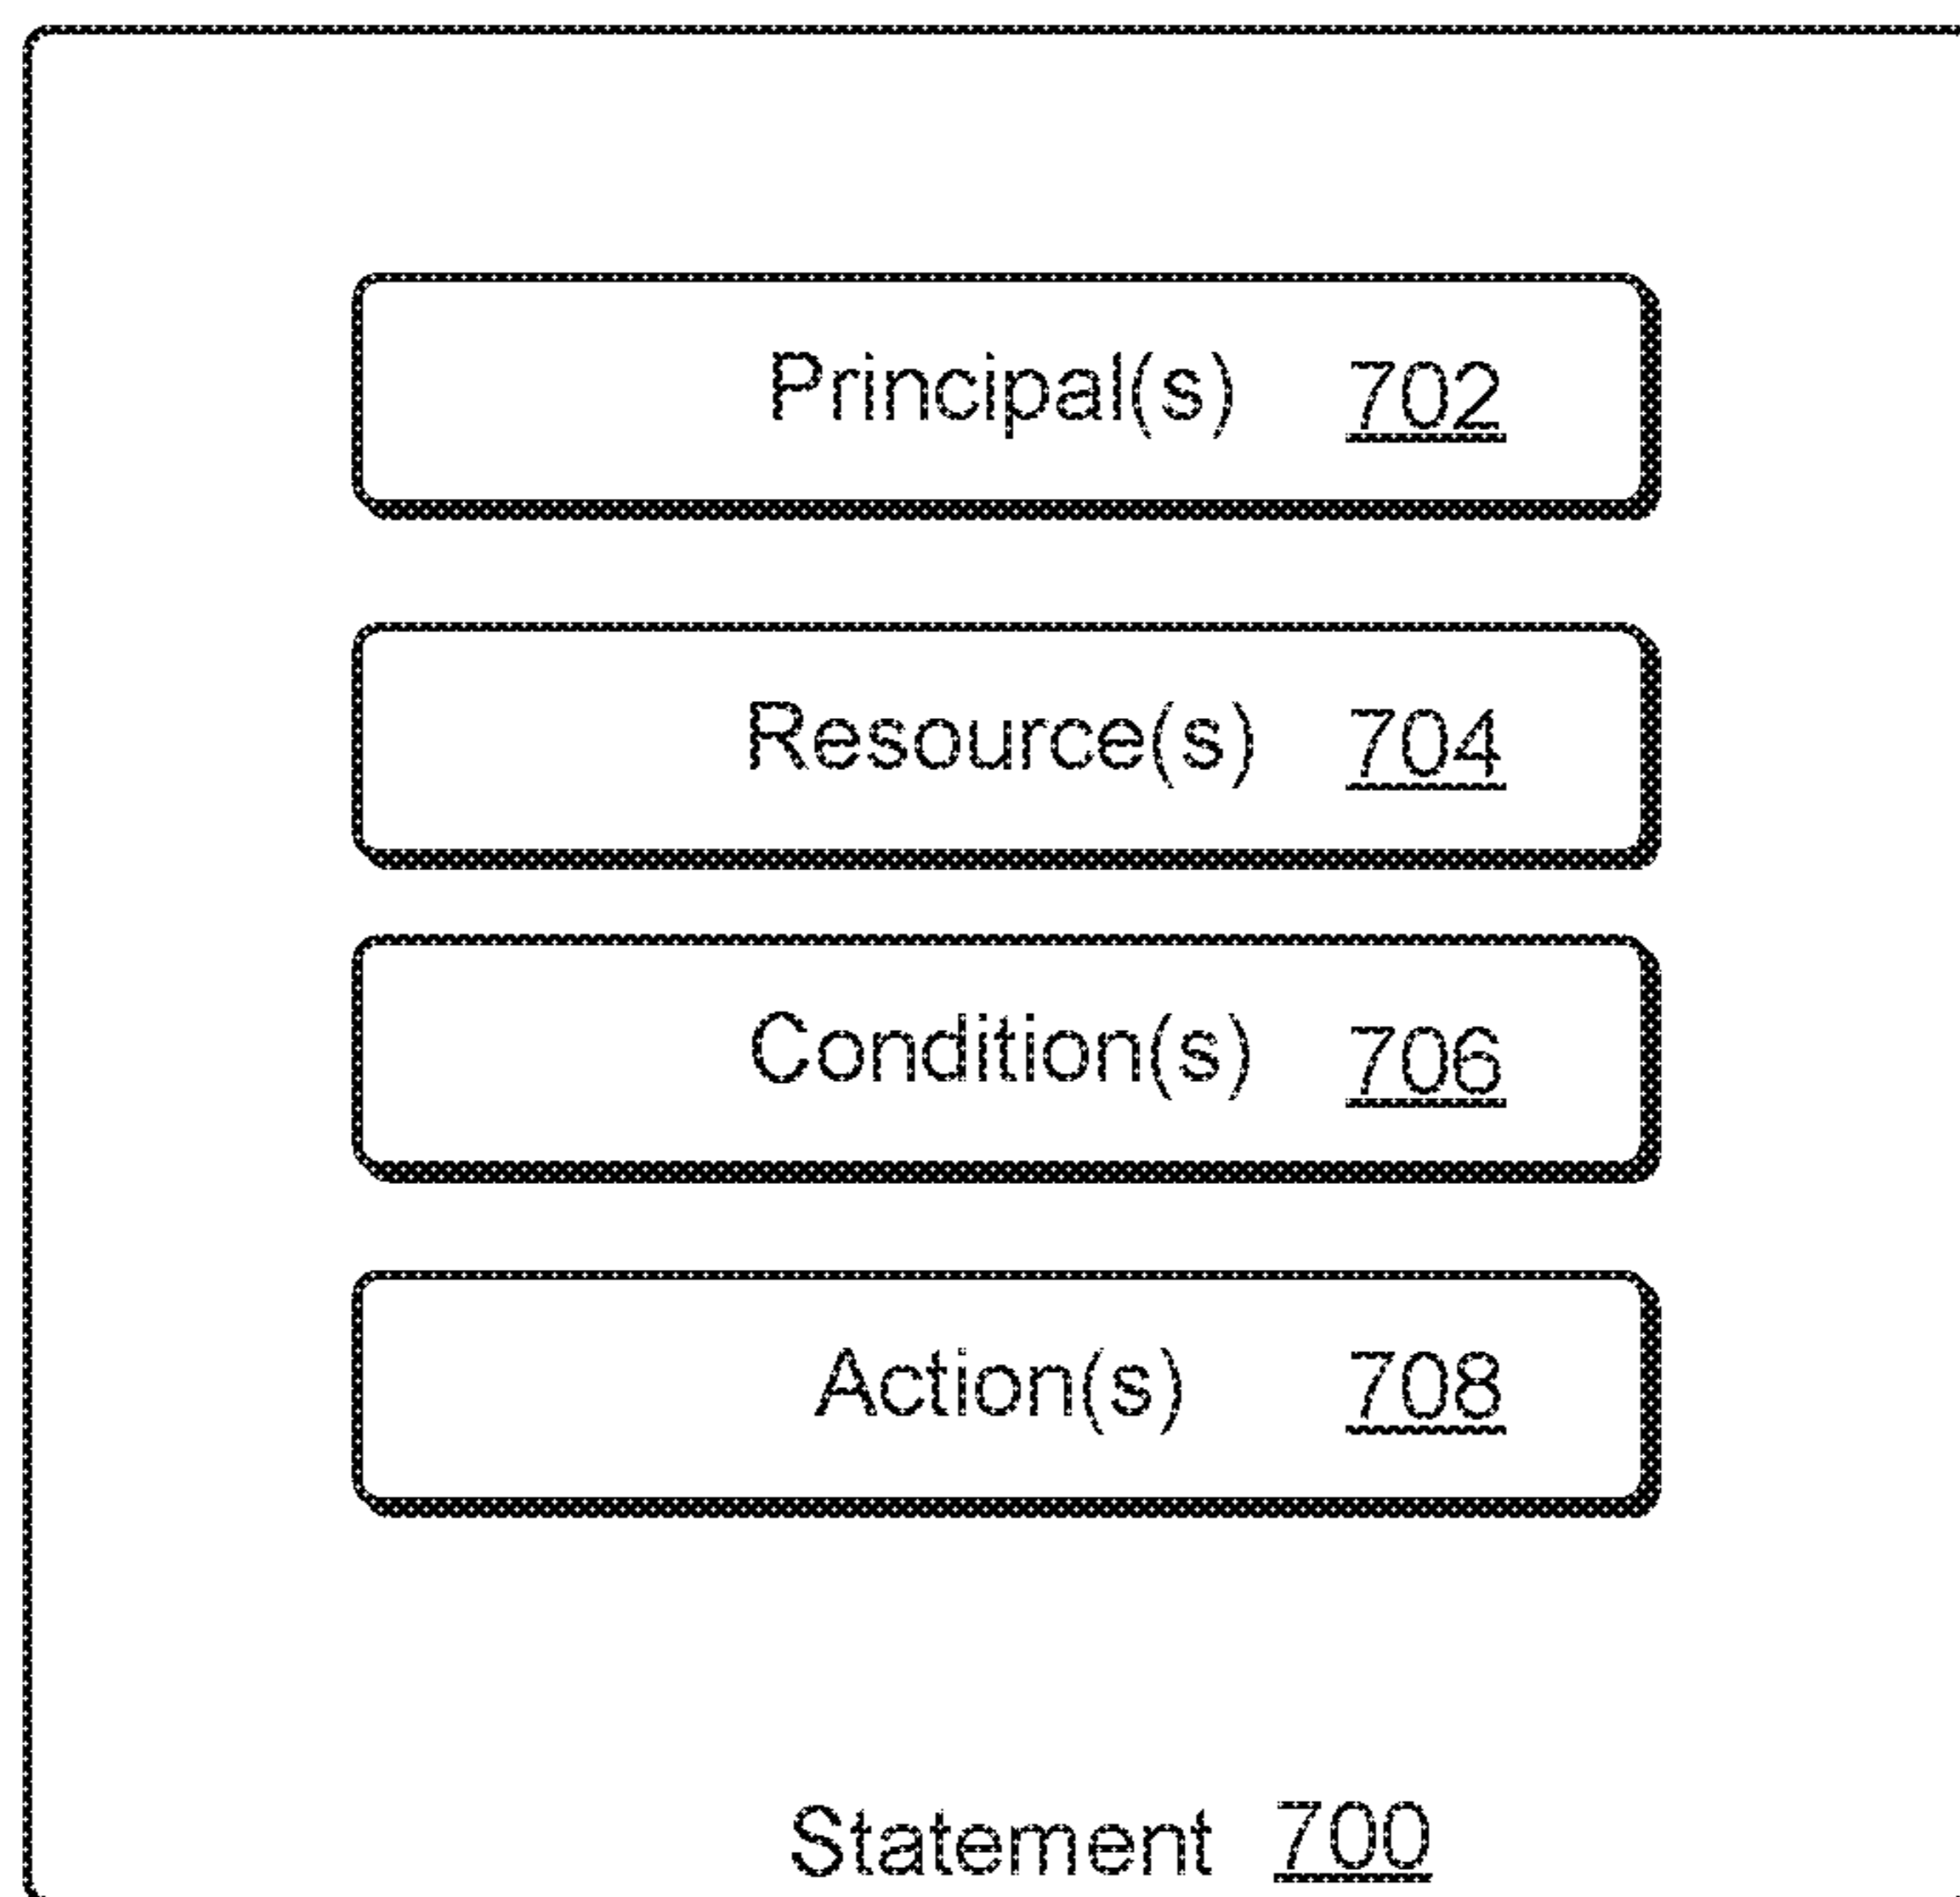 Principal(s) 702
Resource(s) 704
Condition(s) 706
Action(s) 708
Statement 700